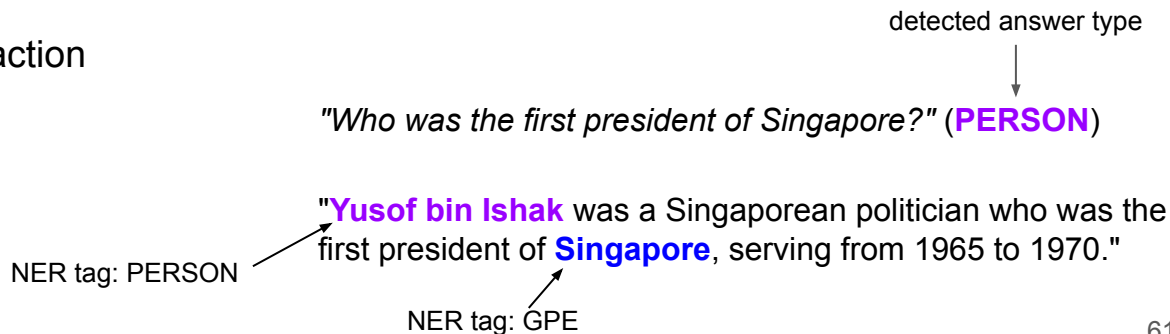 detected answer type
action
"Who was the first president of Singapore?" (PERSON)
"Yusof bin Ishak was a Singaporean politician who was the
first president of Singapore, serving from 1965 to 1970."
NER tag: PERSON
NER tag: GPE
61